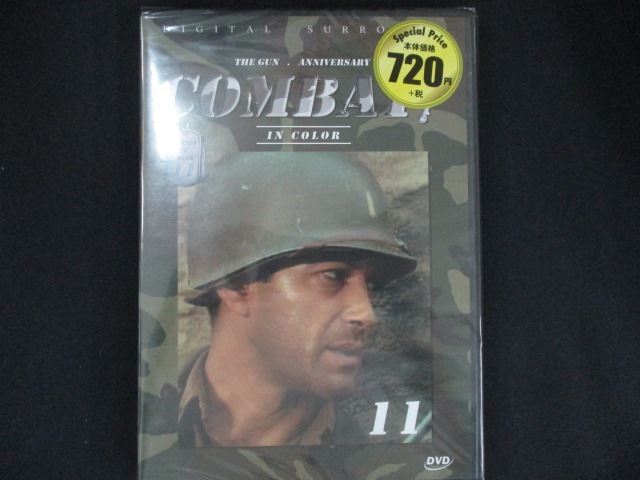 DIGITAL SURRO
Special Price
本体価格
720円
+税
THE GUN . ANNIVERSARY
COMBAT!
IN COLOR
11
DVD